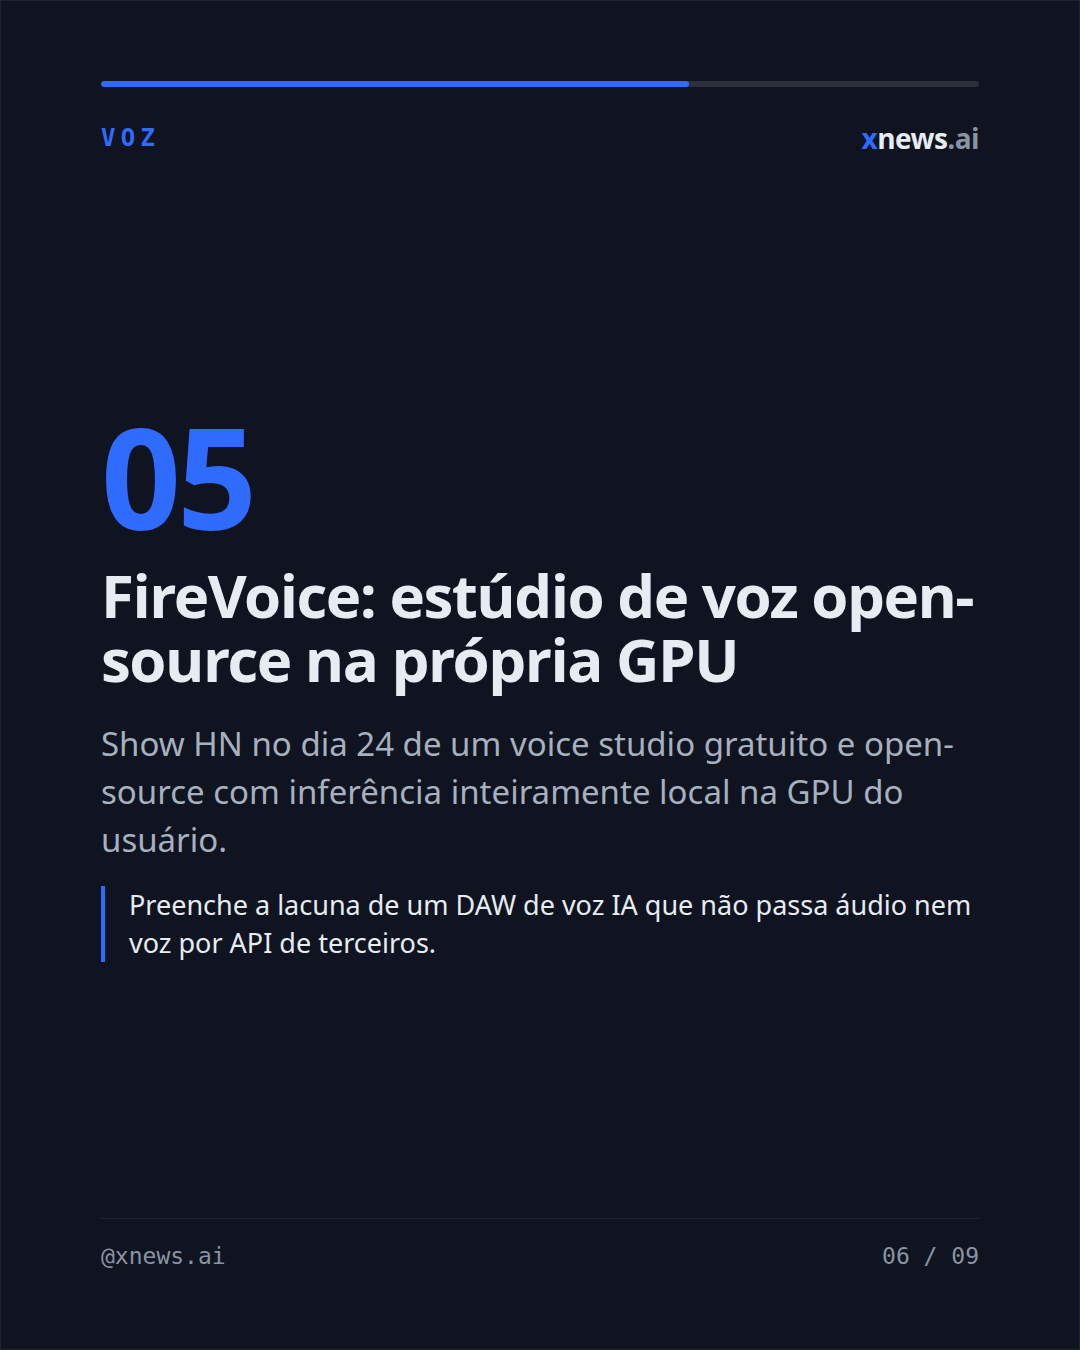 VOZ
xnews.ai
05
FireVoice: estúdio de voz open-
source na própria GPU
Show HN no dia 24 de um voice studio gratuito e open-
source com inferência inteiramente local na GPU do
usuário.
Preenche a lacuna de um DAW de voz IA que não passa áudio nem
voz por API de terceiros.
@xnews.ai
06 / 09